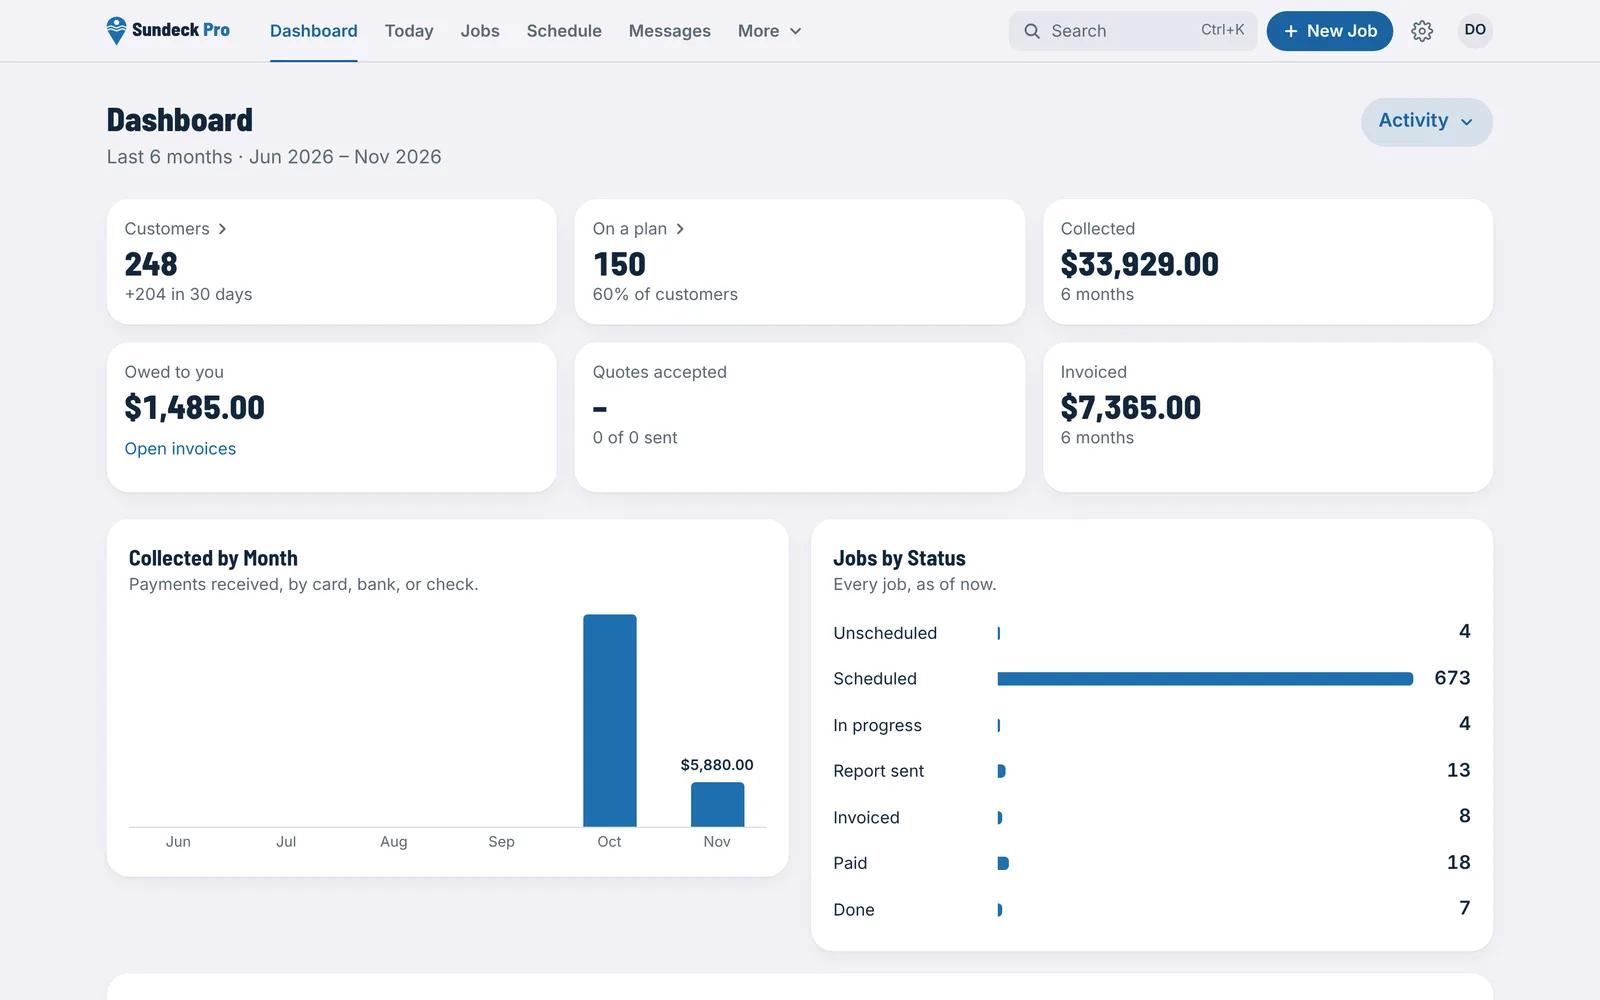 Sundeck Pro
Dashboard
Today
Jobs
Schedule
Messages
More
Search
Ctrl+K
+ New Job
DO
Dashboard
Last 6 months · Jun 2026 – Nov 2026
Activity
Customers
248
+204 in 30 days
On a plan
150
60% of customers
Collected
$33,929.00
6 months
Owed to you
$1,485.00
Open invoices
Quotes accepted
–
0 of 0 sent
Invoiced
$7,365.00
6 months
Collected by Month
Payments received, by card, bank, or check.
$5,880.00
Jun
Jul
Aug
Sep
Oct
Nov
Jobs by Status
Every job, as of now.
Unscheduled 4
Scheduled 673
In progress 4
Report sent 13
Invoiced 8
Paid 18
Done 7